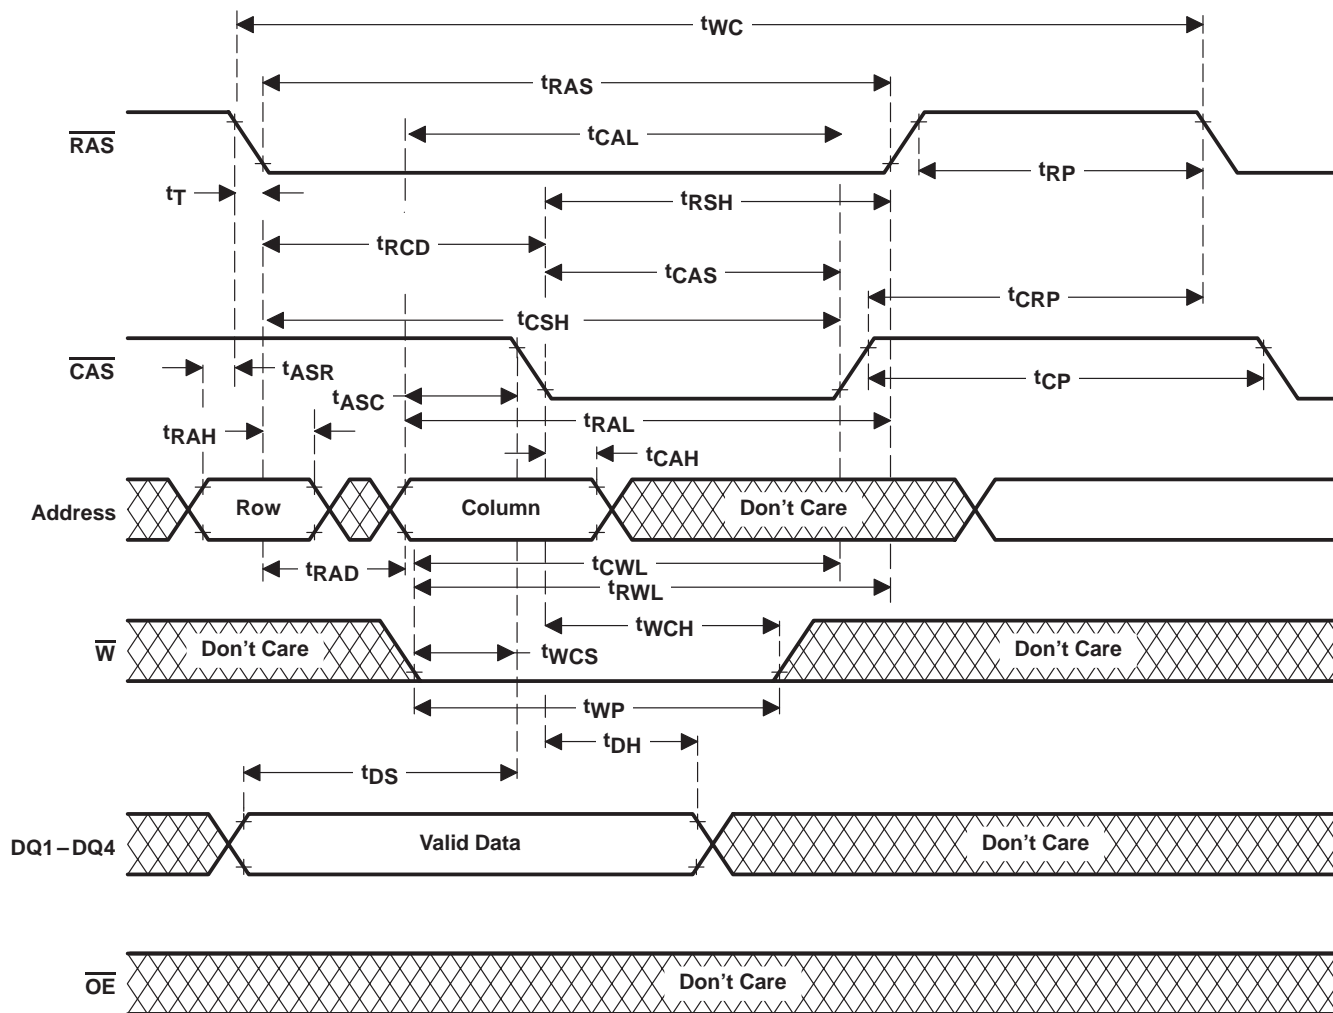 tWC
tRAS
RAS
tCAL
tRP
tT
tRSH
tRCD
tCAS
tCRP
tCSH
CAS
tASR
tCP
tASC
tRAL
tRAH
tCAH
Address
Row
Column
Don't Care
tCWL
tRAD
tRWL
tWCH
W
Don't Care
tWCS
Don't Care
tWP
tDH
tDS
DQ1–DQ4
Valid Data
Don't Care
OE
Don't Care